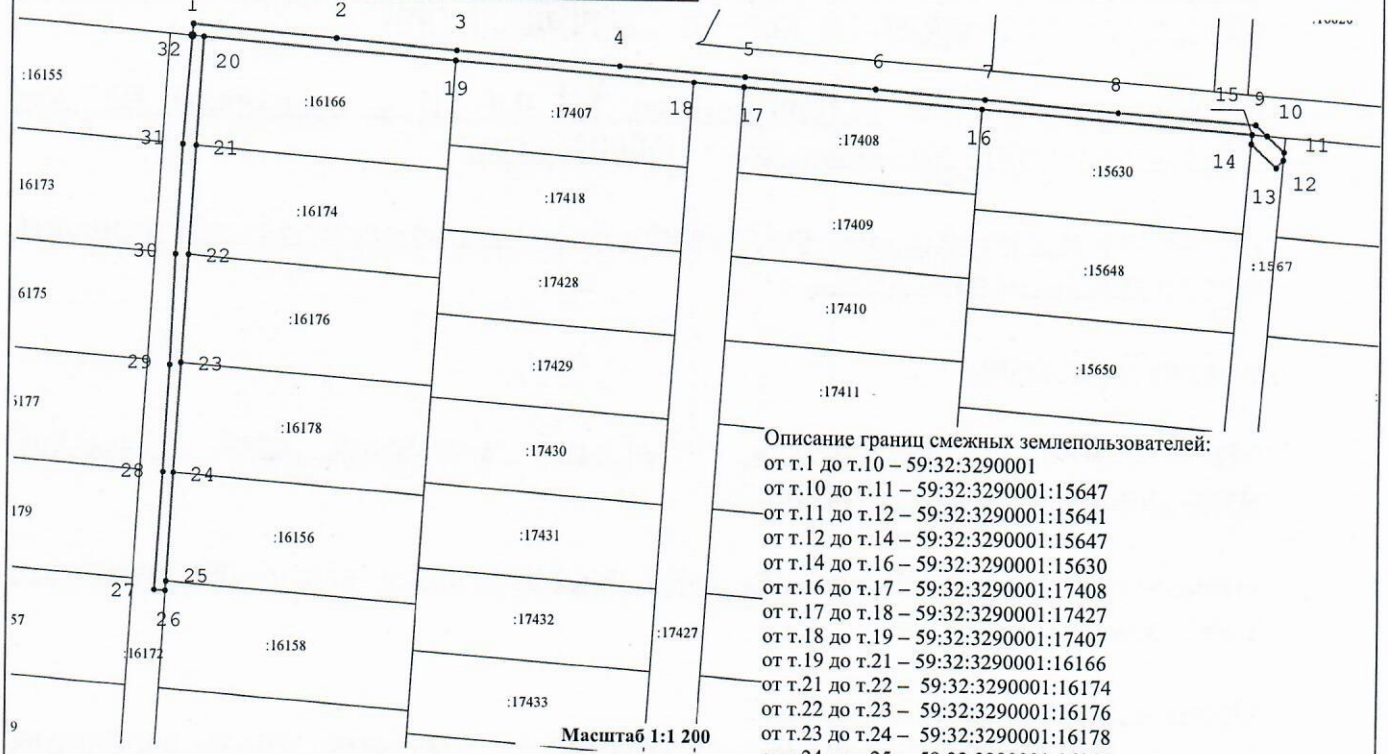 1 2 3 4 5 6 7 8 9 10
32 20 19 18 17 16 15 14 13 12 11
:16155 :16166 :17407 :17408 :15630
31 21
16173 :16174 :17418 :17409 :15648 :1567
30 22
6175 :16176 :17428 :17410 :15650
29 23
:16178 :17429 :17411
28 24
179 :16156 :17430
:17431
27 25
26
57 :16172 :16158 :17432 :17427
9 :17433
Описание границ смежных землепользователей:
от т.1 до т.10 – 59:32:3290001
от т.10 до т.11 – 59:32:3290001:15647
от т.11 до т.12 – 59:32:3290001:15641
от т.12 до т.14 – 59:32:3290001:15647
от т.14 до т.16 – 59:32:3290001:15630
от т.16 до т.17 – 59:32:3290001:17408
от т.17 до т.18 – 59:32:3290001:17427
от т.18 до т.19 – 59:32:3290001:17407
от т.19 до т.21 – 59:32:3290001:16166
от т.21 до т.22 – 59:32:3290001:16174
от т.22 до т.23 – 59:32:3290001:16176
от т.23 до т.24 – 59:32:3290001:16178
Масштаб 1:1 200